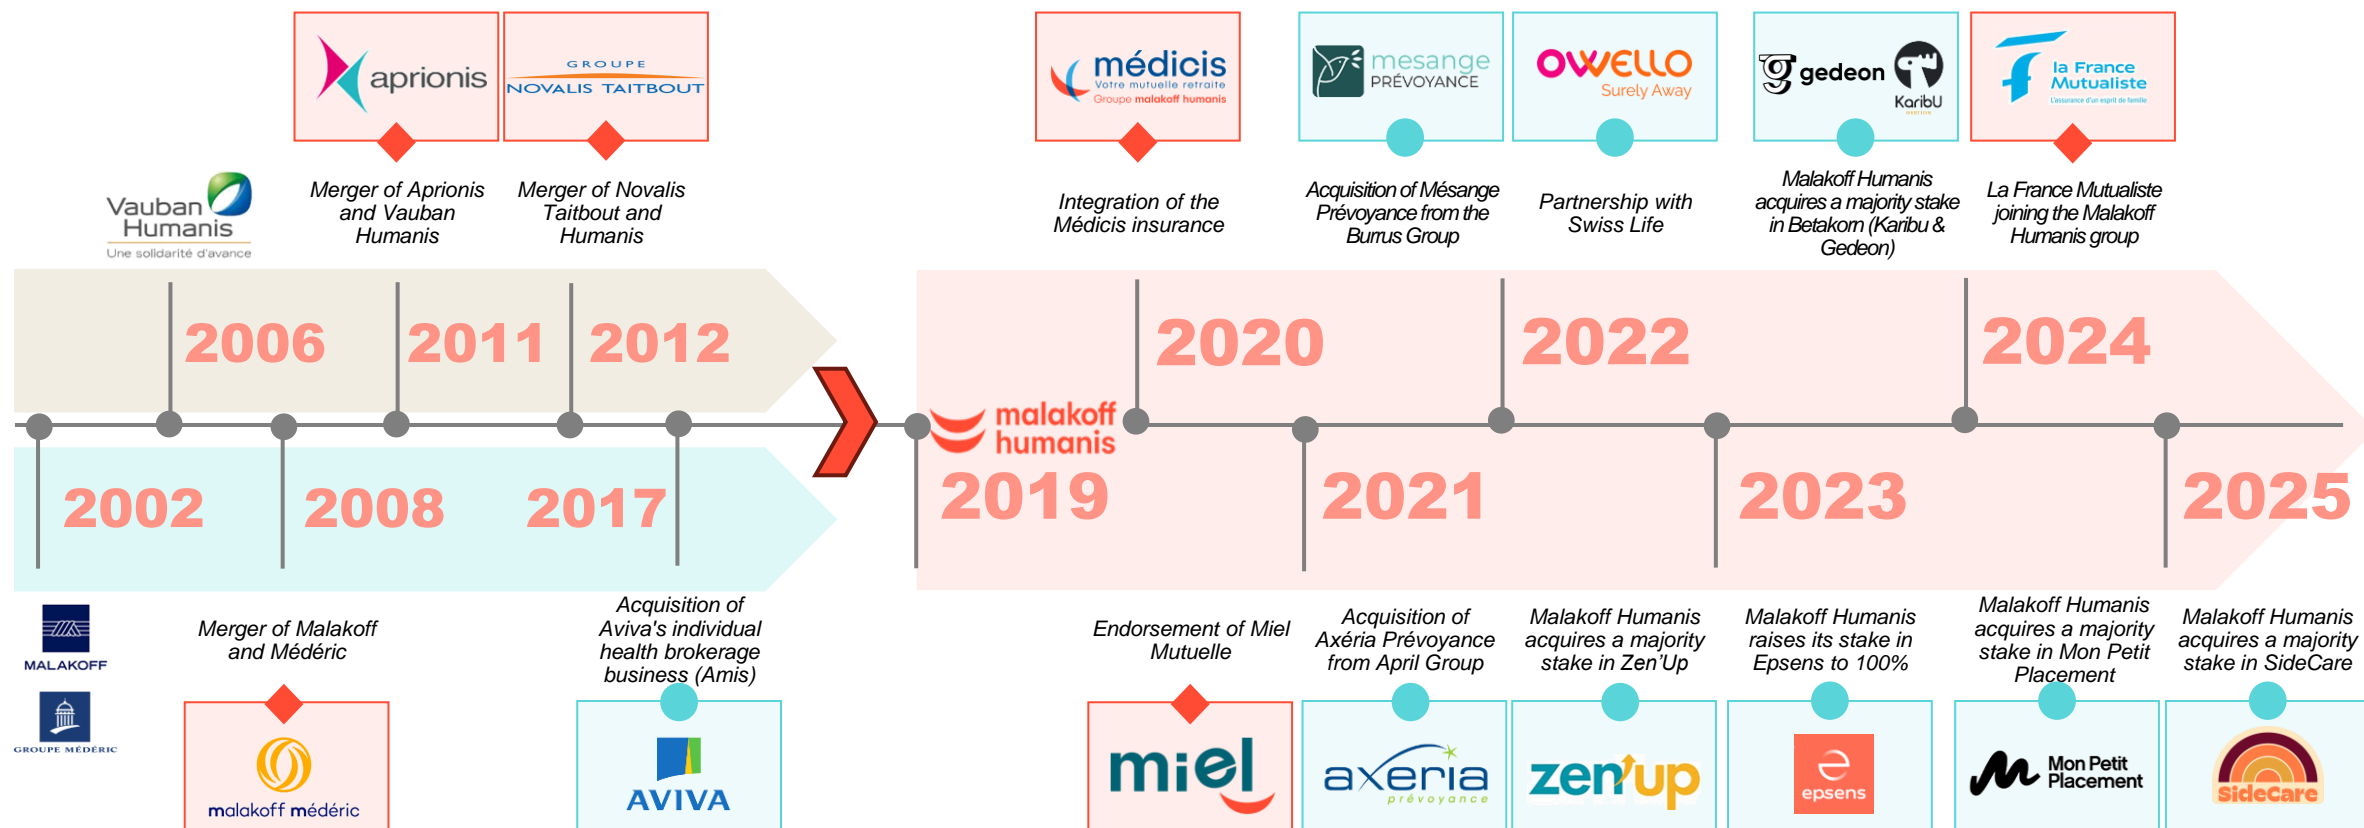 aprionis
GROUPE
NOVALIS TAITBOUT
médicis
Votre mutuelle retraite
Groupe malakoff humanis
mesange
PRÉVOYANCE
OWELLO
Surely Away
gedeon
KaribU
la France
Mutualiste
L'assurance d'un esprit de famille
Vauban
Humanis
Une solidarité d'avance
Merger of Aprionis
and Vauban
Humanis
Merger of Novalis
Taitbout and
Humanis
Integration of the
Médicis insurance
Acquisition of Mésange
Prévoyance from the
Burrus Group
Partnership with
Swiss Life
Malakoff Humanis
acquires a majority stake
in Betakorn (Karibu &
Gedeon)
La France Mutualiste
joining the Malakoff
Humanis group
2006
2011
2012
2020
2022
2024
malakoff
humanis
2002
2008
2017
2019
2021
2023
2025
MALAKOFF
GROUPE MÉDÉRIC
Merger of Malakoff
and Médéric
Acquisition of
Aviva's individual
health brokerage
business (Amis)
Endorsement of Miel
Mutuelle
Acquisition of
Axéria Prévoyance
from April Group
Malakoff Humanis
acquires a majority
stake in Zen'Up
Malakoff Humanis
raises its stake in
Epsens to 100%
Malakoff Humanis
acquires a majority
stake in Mon Petit
Placement
Malakoff Humanis
acquires a majority
stake in SideCare
malakoff médéric
AVIVA
miel
axeria
prévoyance
zen'up
epsens
Mon Petit
Placement
SideCare